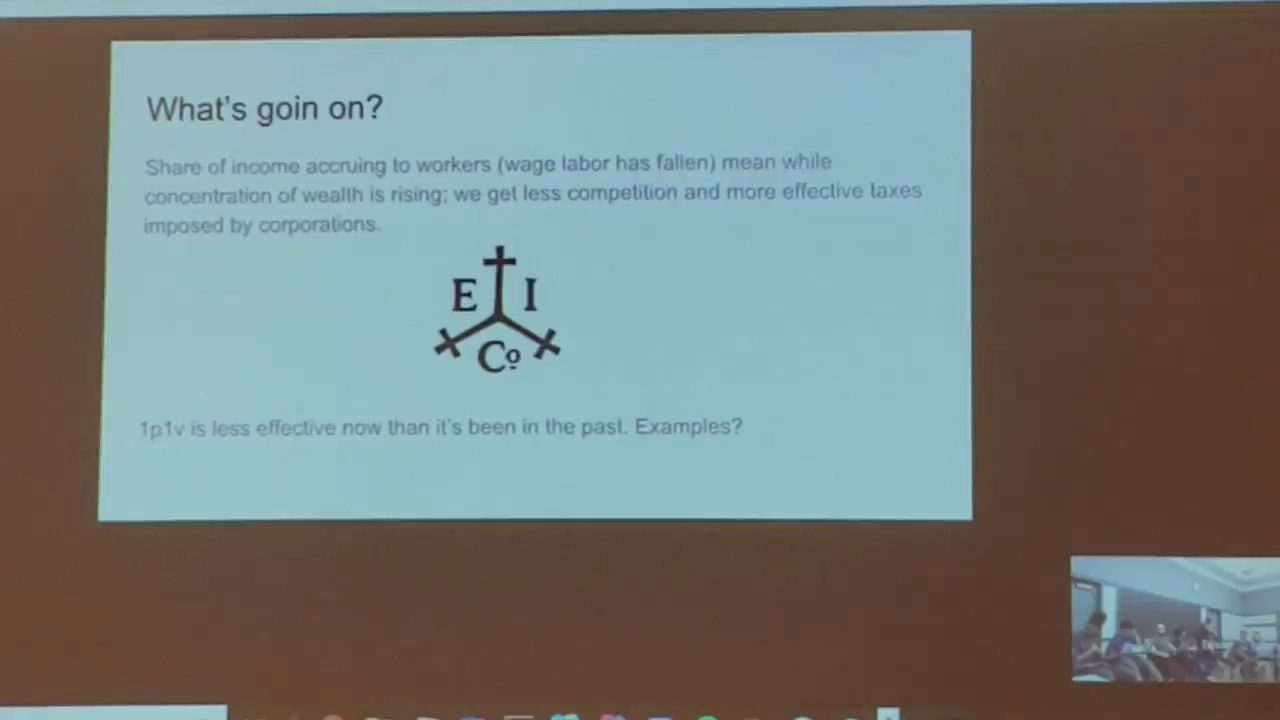 What's goin on?
Share of income accruing to workers (wage labor has fallen) mean while
concentration of wealth is rising; we get less competition and more effective taxes
imposed by corporations.
E I
Co
1p1v is less effective now than it's been in the past. Examples?